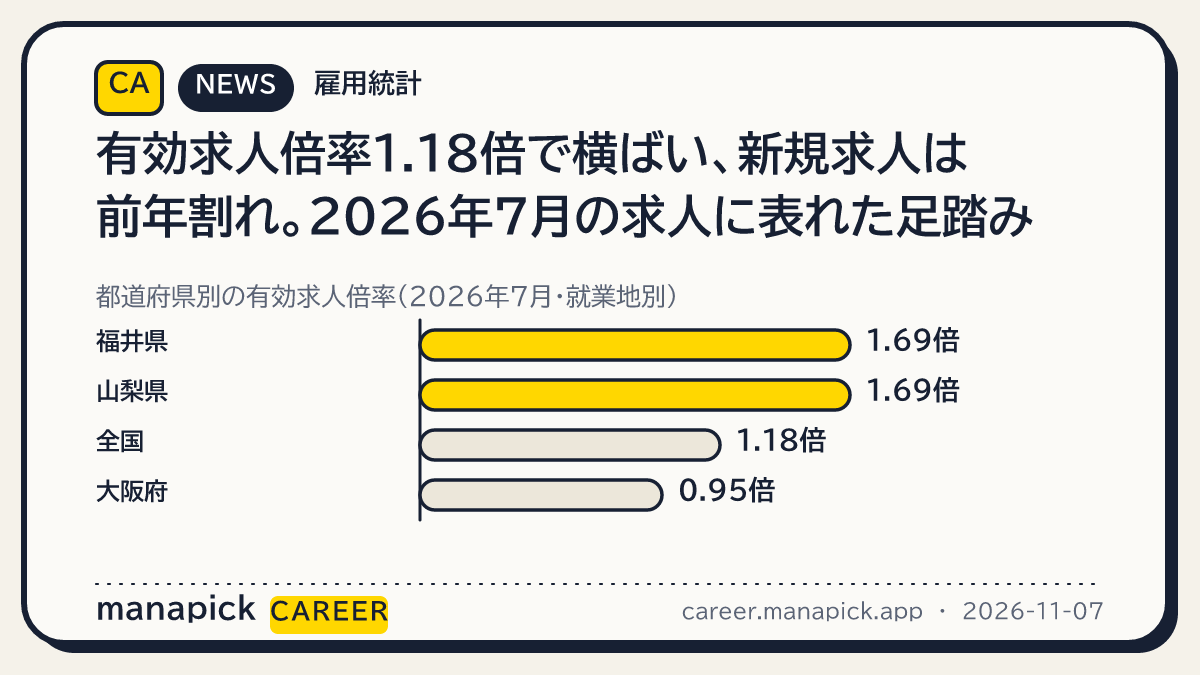 CA NEWS 雇用統計
有効求人倍率1.18倍で横ばい、新規求人は
前年割れ。2026年7月の求人に表れた足踏み
都道府県別の有効求人倍率(2026年7月・就業地別)
福井県 1.69倍
山梨県 1.69倍
全国 1.18倍
大阪府 0.95倍
manapick CAREER career.manapick.app ・ 2026-11-07